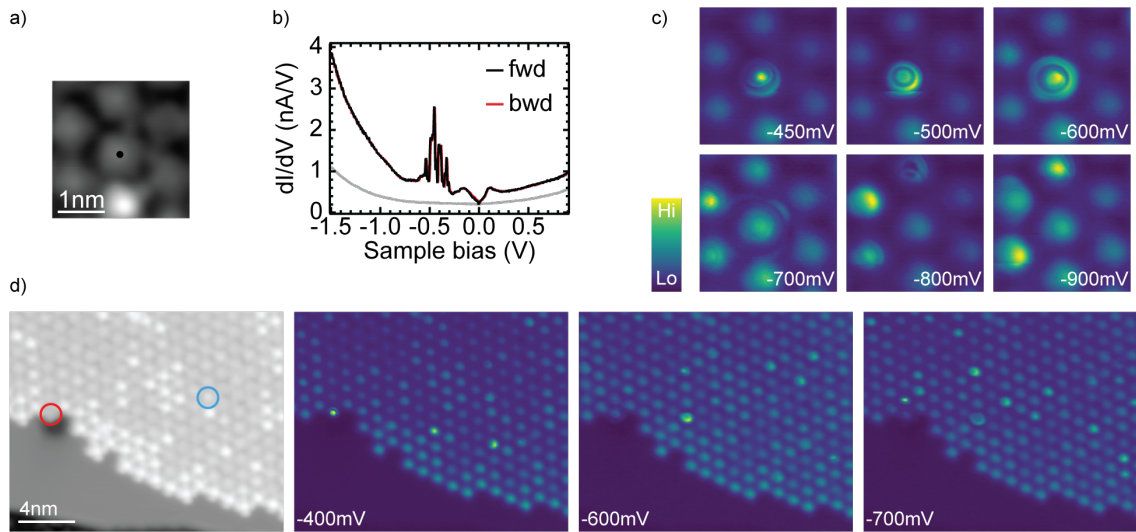 a)
1nm
b)
dI/dV (nA/V)
4
3
2
1
0
fwd
bwd
-1.5 -1.0 -0.5 0.0 0.5
Sample bias (V)
c)
Hi
Lo
-450mV
-500mV
-600mV
-700mV
-800mV
-900mV
d)
4nm
-400mV
-600mV
-700mV